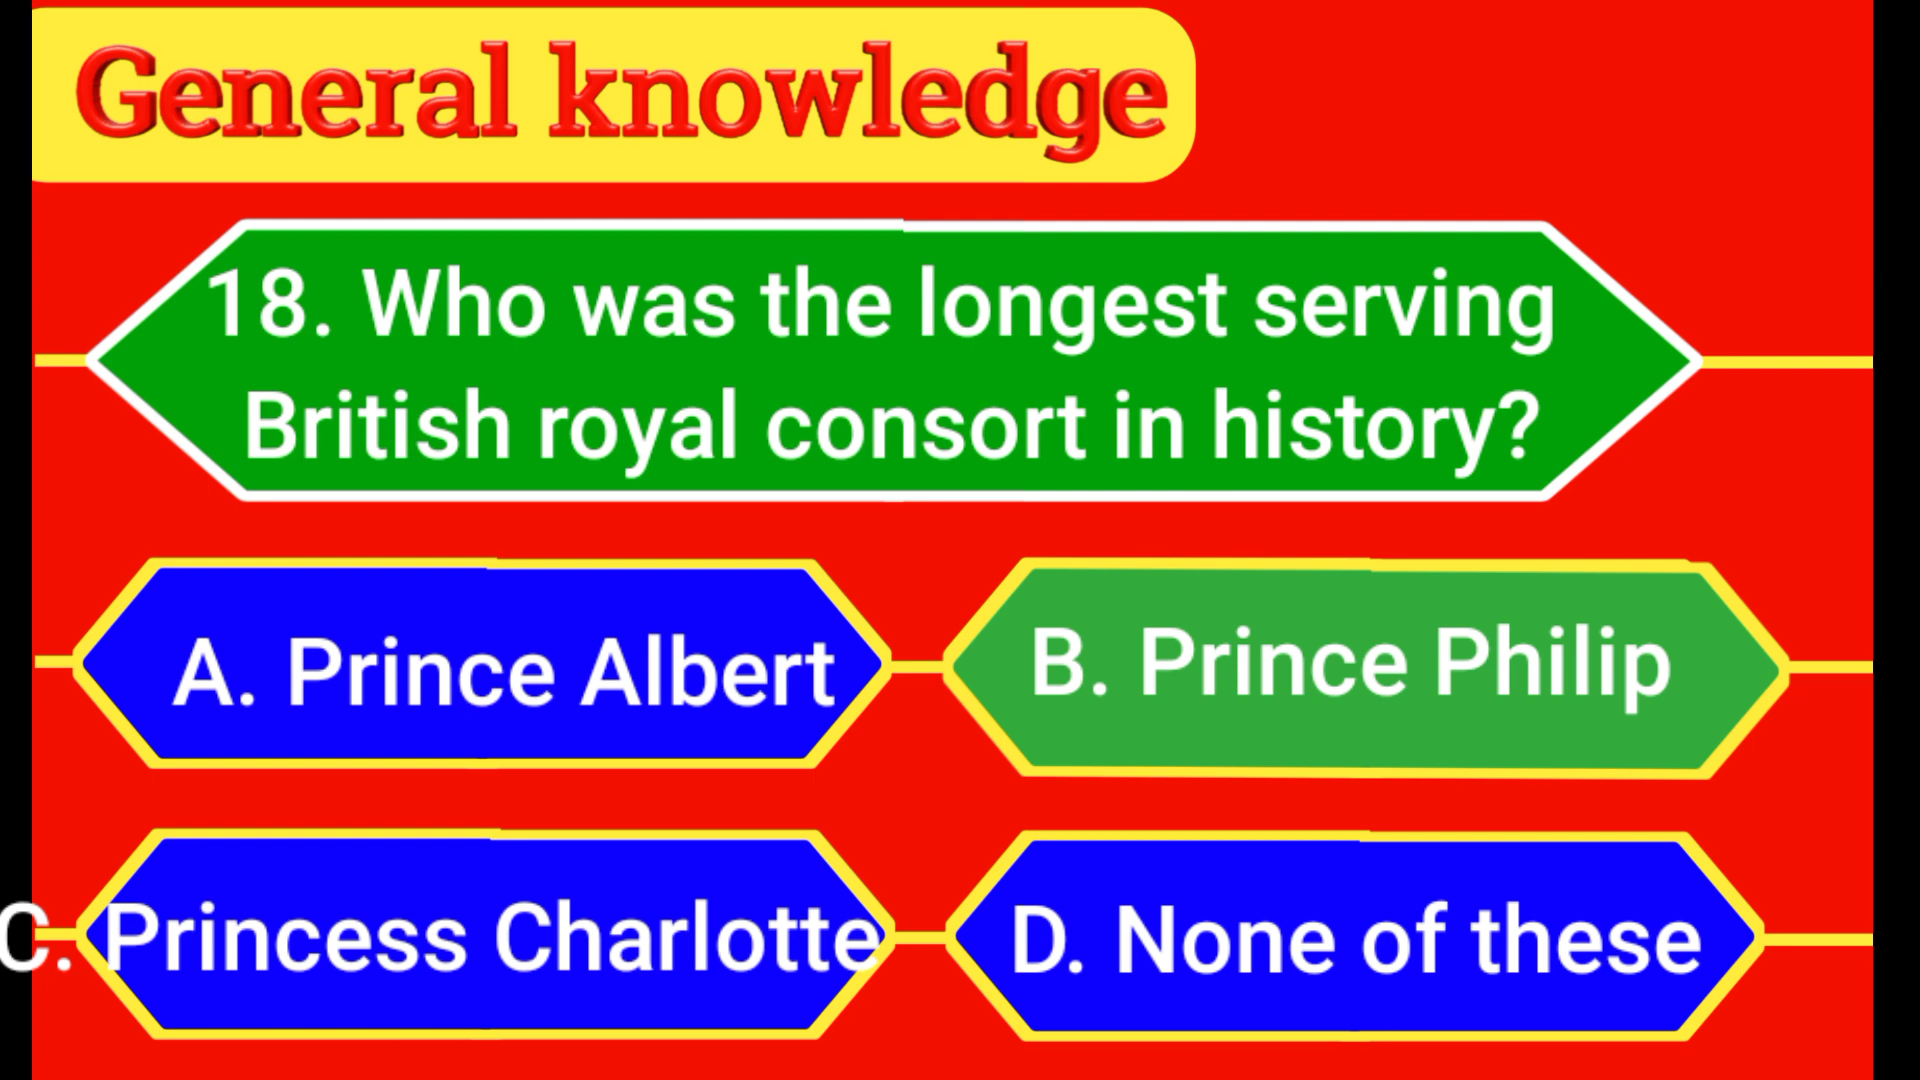 General knowledge
18. Who was the longest serving
British royal consort in history?
A. Prince Albert
B. Prince Philip
C. Princess Charlotte
D. None of these